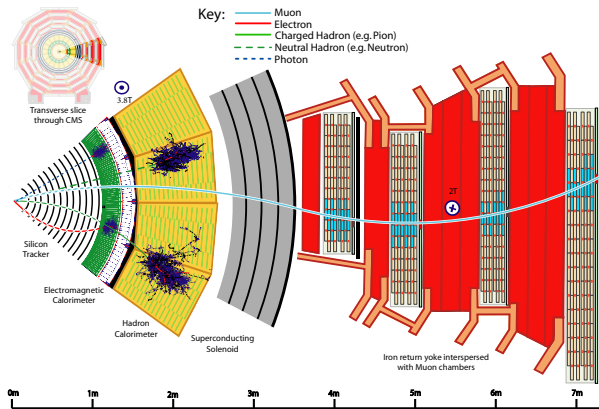 Key:
Muon
Electron
Charged Hadron (e.g. Pion)
Neutral Hadron (e.g. Neutron)
Photon
Transverse slice
through CMS
3.8T
2T
Silicon
Tracker
Electromagnetic
Calorimeter
Hadron
Calorimeter
Superconducting
Solenoid
Iron return yoke interspersed
with Muon chambers
0m 1m 2m 3m 4m 5m 6m 7m